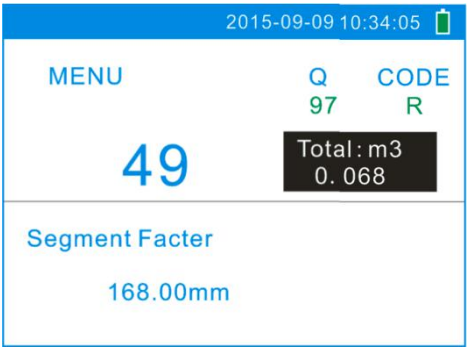 2015-09-09 10:34:05
MENU Q CODE
97 R
49
Total: m3
0.068
Segment Facter
168.00mm